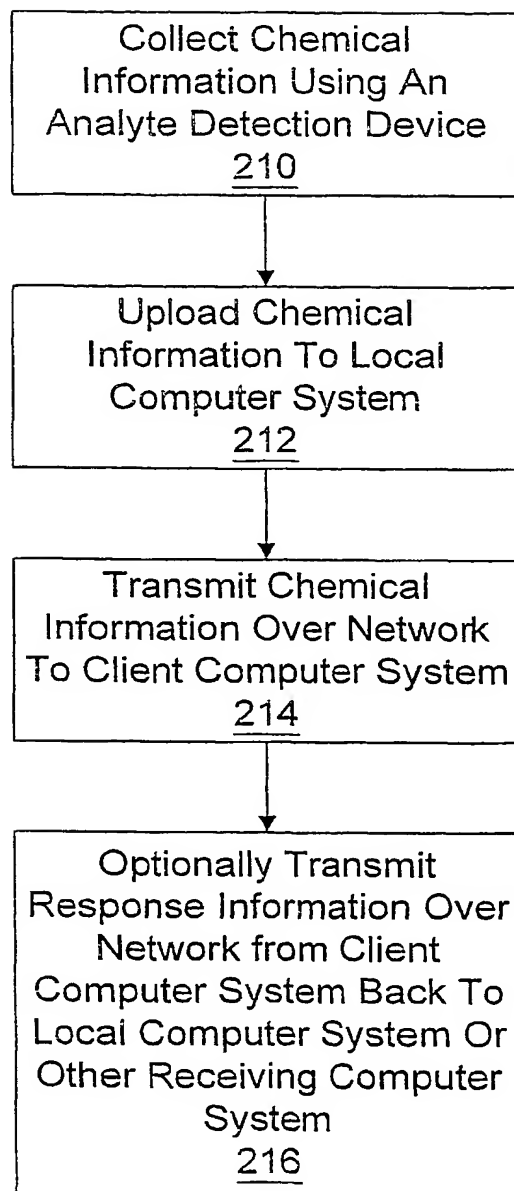 Collect Chemical
Information Using An
Analyte Detection Device
210
Upload Chemical
Information To Local
Computer System
212
Transmit Chemical
Information Over Network
To Client Computer System
214
Optionally Transmit
Response Information Over
Network from Client
Computer System Back To
Local Computer System Or
Other Receiving Computer
System
216